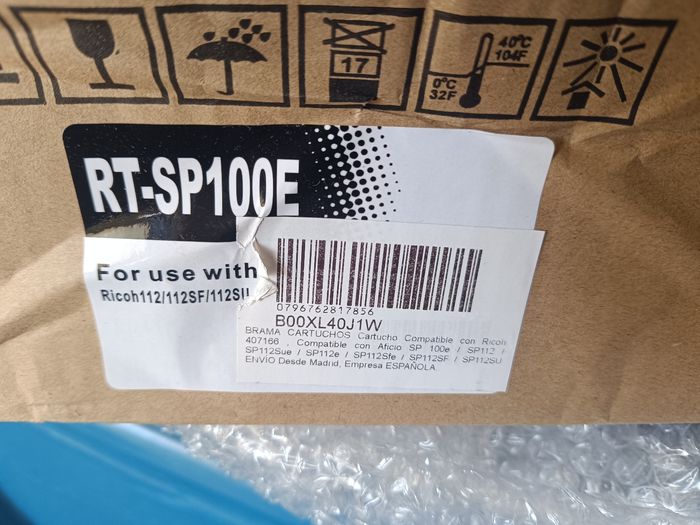 17
40°C
104F
0°C
32F
RT-SP100E
For use with
Ricoh112/112SF/112SU
0796762817856
B00XL40J1W
BRAMA CARTUCHOS Cartucho Compatible con Ricoh
407166 , Compatible con Aficio SP 100e / SP112 /
SP112Sue / SP112e / SP112Sfe / SP112SF / SP112SU
ENVÍO Desde Madrid, Empresa ESPAÑOLA.